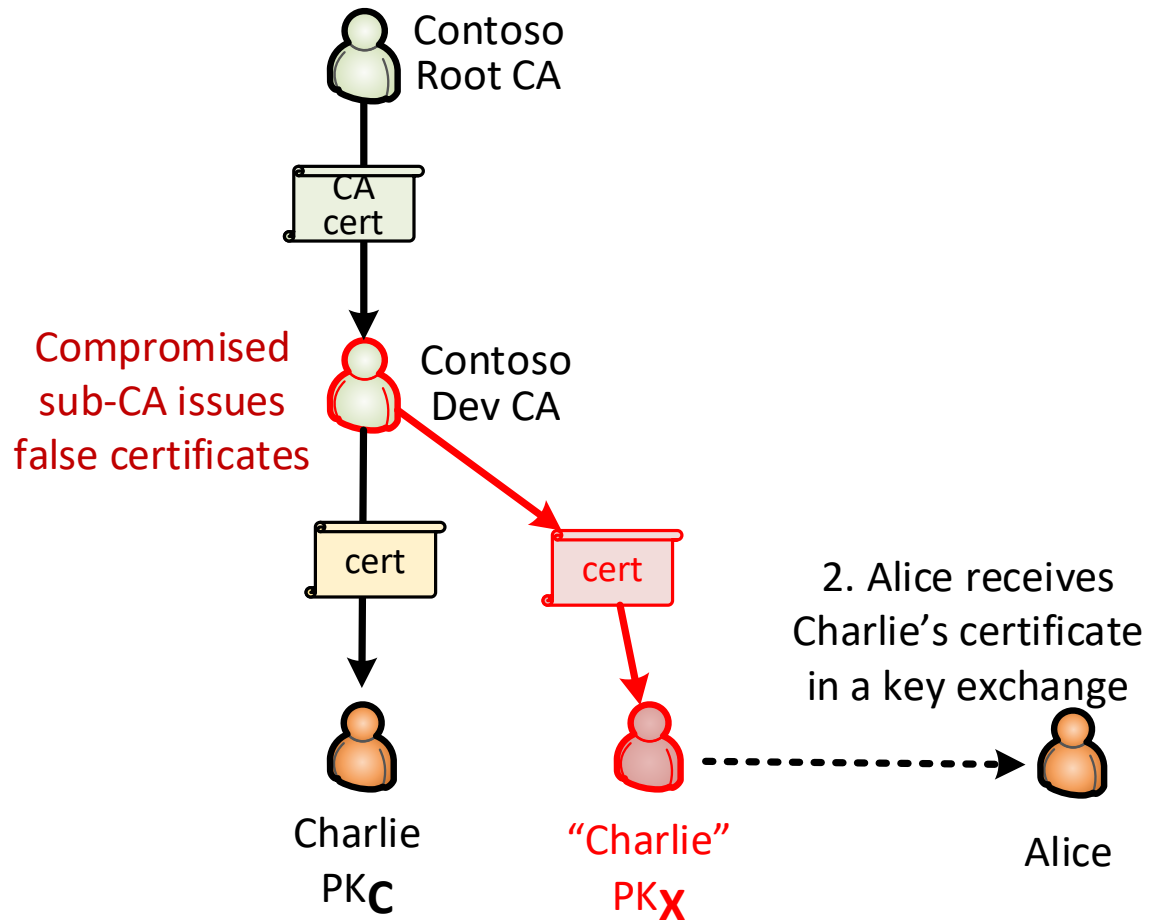 Contoso
Root CA
CA
cert
Compromised
sub-CA issues
false certificates
Contoso
Dev CA
cert
cert
2. Alice receives
Charlie’s certificate
in a key exchange
Charlie
PKC
“Charlie”
PKX
Alice